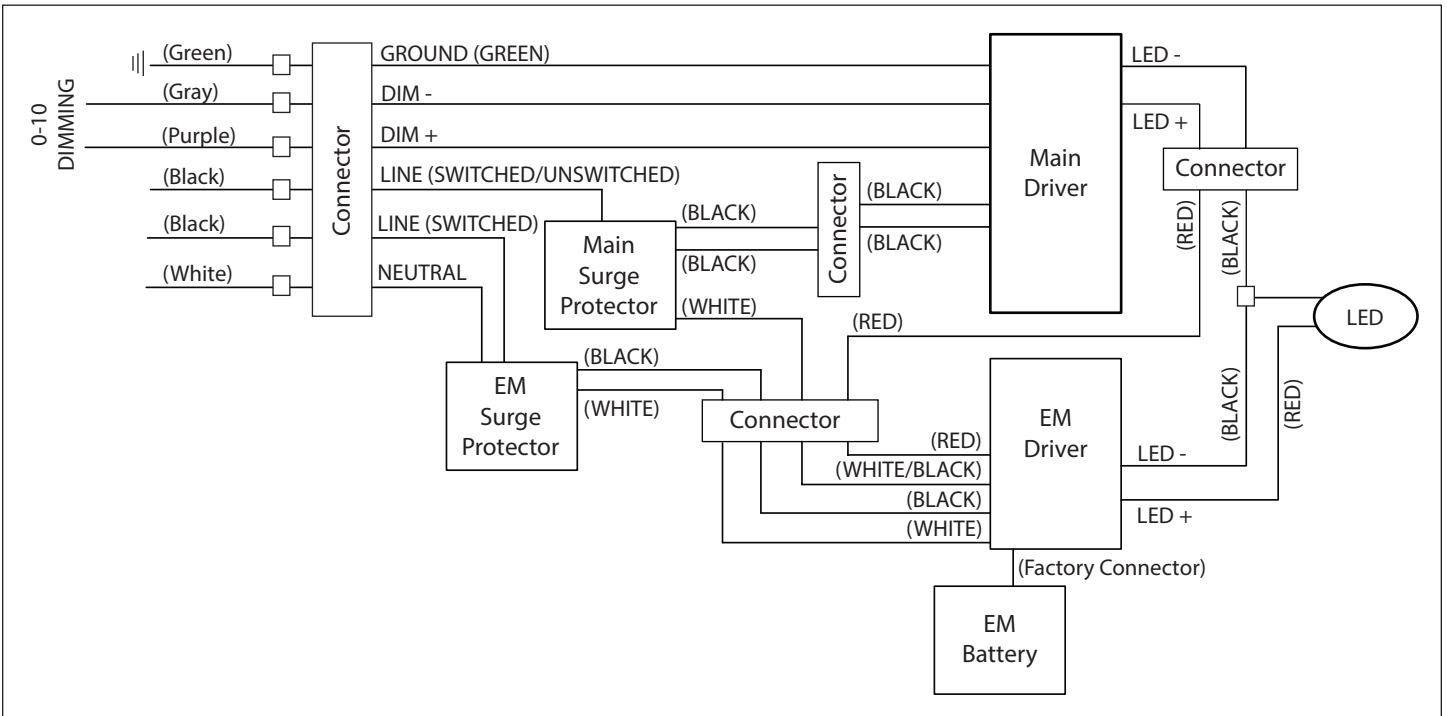 0-10
DIMMING
(Green)
(Gray)
(Purple)
(Black)
(Black)
(White)
Connector
GROUND (GREEN)
DIM -
DIM +
LINE (SWITCHED/UNSWITCHED)
LINE (SWITCHED)
NEUTRAL
Main
Surge
Protector
(BLACK)
(BLACK)
(WHITE)
Connector
(BLACK)
(BLACK)
Main
Driver
LED -
LED +
Connector
(RED)
(BLACK)
LED
(RED)
EM
Surge
Protector
(BLACK)
(WHITE)
Connector
(RED)
(WHITE/BLACK)
(BLACK)
(WHITE)
EM
Driver
LED -
LED +
(BLACK)
(RED)
(Factory Connector)
EM
Battery